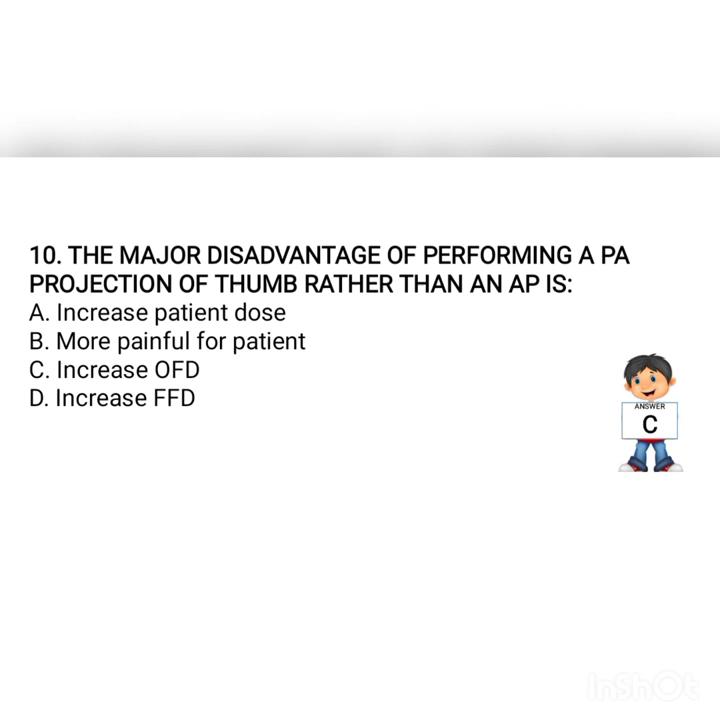 10. THE MAJOR DISADVANTAGE OF PERFORMING A PA
PROJECTION OF THUMB RATHER THAN AN AP IS:
A. Increase patient dose
B. More painful for patient
C. Increase OFD
D. Increase FFD
ANSWER
C
InShOt